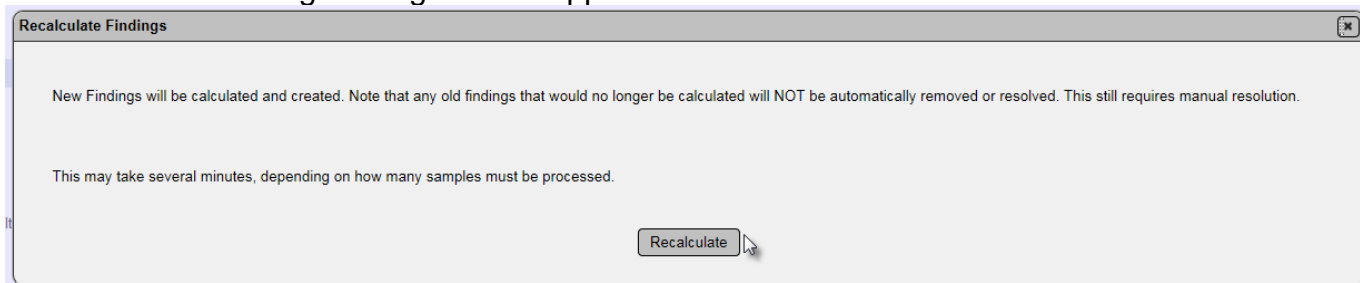 Recalculate Findings
New Findings will be calculated and created. Note that any old findings that would no longer be calculated will NOT be automatically removed or resolved. This still requires manual resolution.
This may take several minutes, depending on how many samples must be processed.
Recalculate